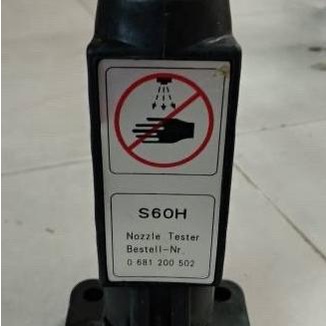 S60H
Nozzle Tester
Bestell-Nr.
0 681 200 502